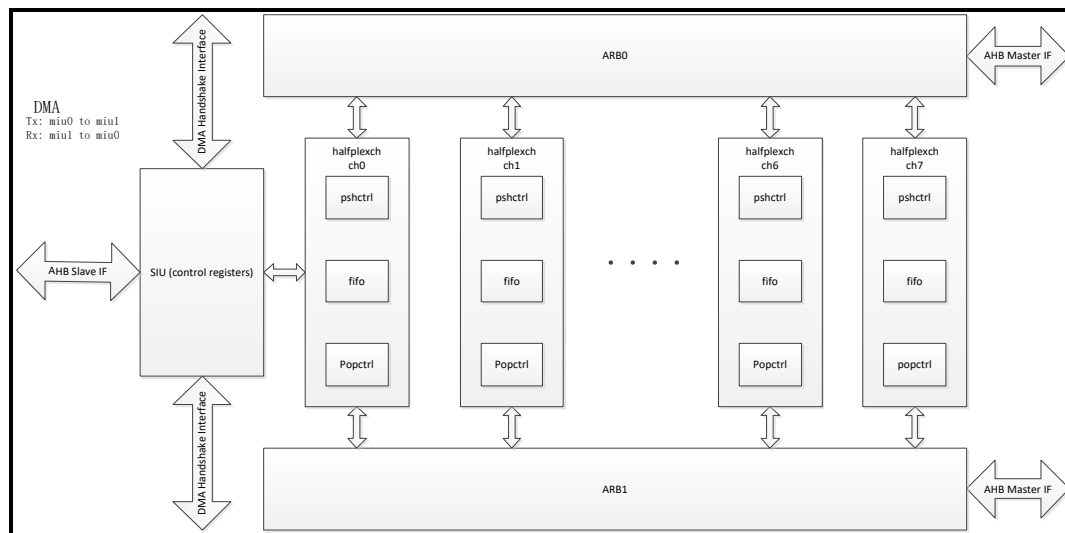 DMA Handshake Interface
ARB0
AHB Master IF
DMA
Tx: miu0 to miu1
Rx: miu1 to miu0
halfplexch
ch0
pshctrl
fifo
Popctrl
halfplexch
ch1
pshctrl
fifo
Popctrl
. . . .
halfplexch
ch6
pshctrl
fifo
Popctrl
halfplexch
ch7
pshctrl
fifo
popctrl
AHB Slave IF
SIU (control registers)
DMA Handshake Interface
ARB1
AHB Master IF